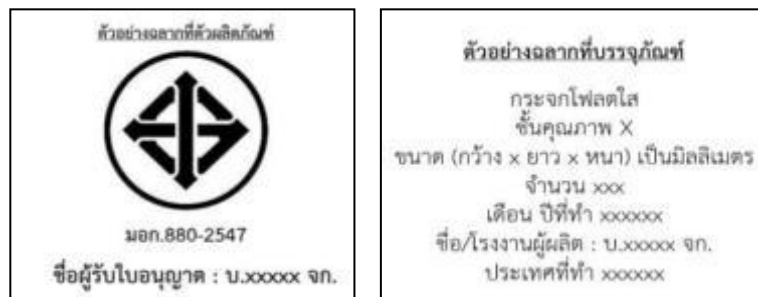 ตัวอย่างฉลากที่ตัวผลิตภัณฑ์
มอก.880-2547
ชื่อผู้รับใบอนุญาต : บ.xxxxx จก.
ตัวอย่างฉลากที่บรรจุภัณฑ์
กระจกโฟลตใส
ชั้นคุณภาพ X
ขนาด (กว้าง x ยาว x หนา) เป็นมิลลิเมตร
จำนวน xxx
เดือน ปีที่ทำ xxxxxx
ชื่อ/โรงงานผู้ผลิต : บ.xxxxx จก.
ประเทศที่ทำ xxxxxx